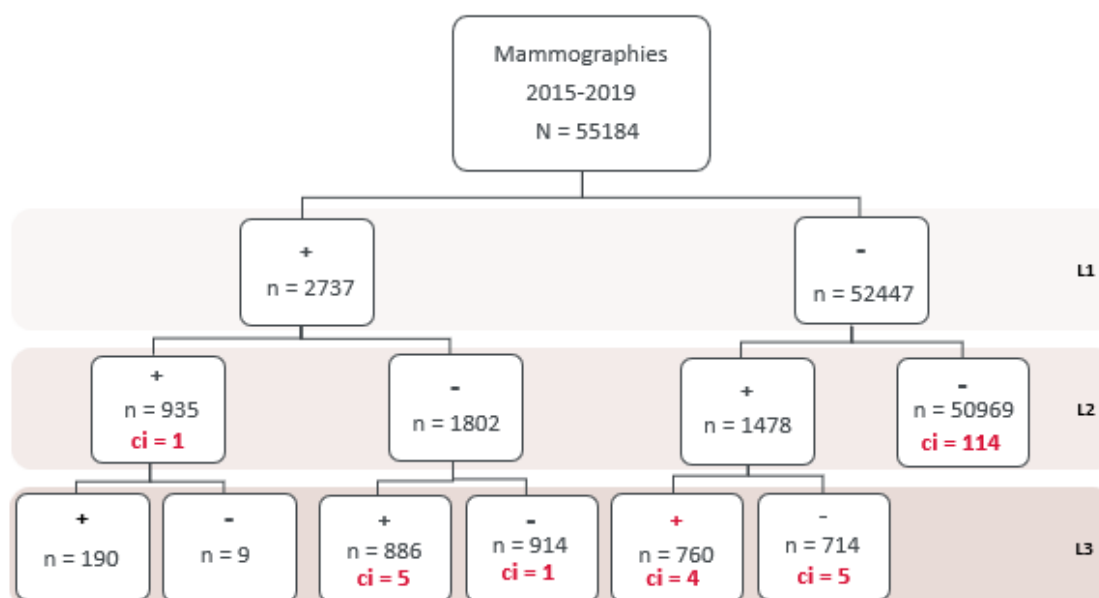 Mammographies
2015-2019
N = 55184
+
n = 2737
-
n = 52447
L1
+
n = 935
ci = 1
-
n = 1802
+
n = 1478
-
n = 50969
ci = 114
L2
+
n = 190
-
n = 9
+
n = 886
ci = 5
-
n = 914
ci = 1
+
n = 760
ci = 4
-
n = 714
ci = 5
L3